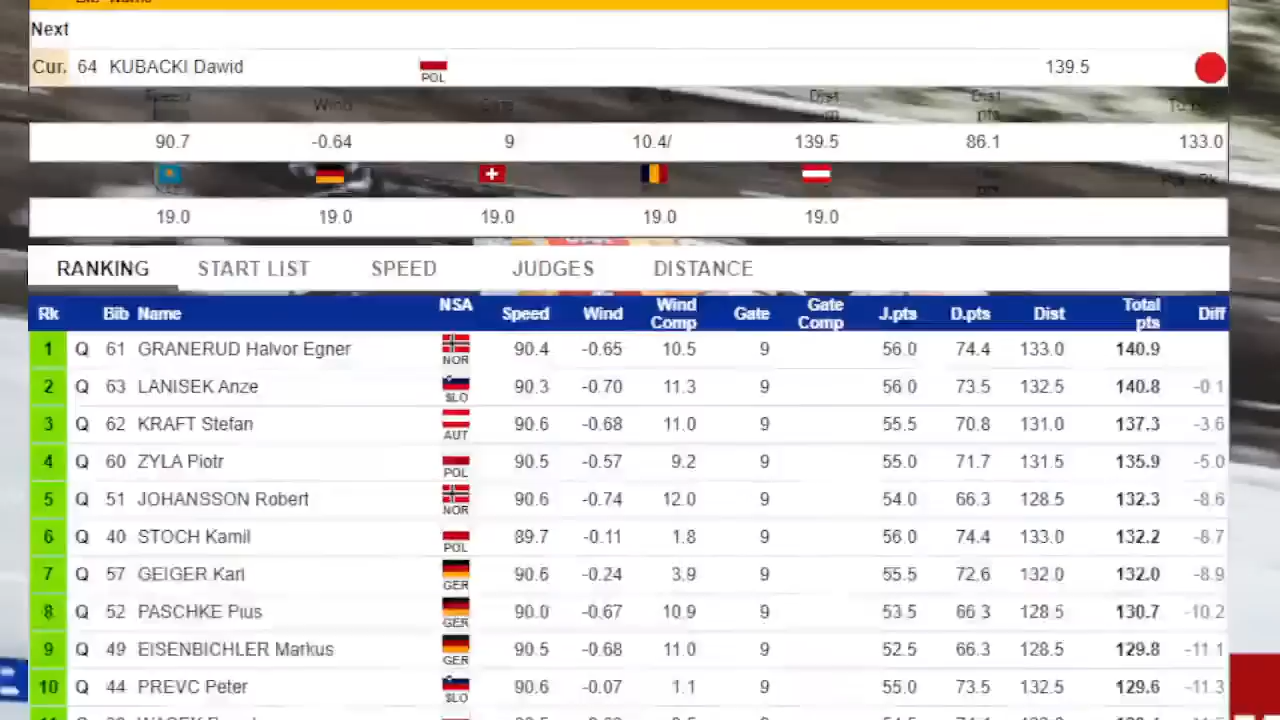 Bib Name
Next
Cur. 64 KUBACKI Dawid POL 139.5
Speed Wind Gate Dist Dist
m pts
90.7 -0.64 9 10.4/ 139.5 86.1 133.0
19.0 19.0 19.0 19.0 19.0
RANKING START LIST SPEED JUDGES DISTANCE
Rk Bib Name NSA Speed Wind Wind Comp Gate Gate Comp J.pts D.pts Dist Total pts Diff
1 Q 61 GRANERUD Halvor Egner NOR 90.4 -0.65 10.5 9 56.0 74.4 133.0 140.9
2 Q 63 LANISEK Anze SLO 90.3 -0.70 11.3 9 56.0 73.5 132.5 140.8 -0.1
3 Q 62 KRAFT Stefan AUT 90.6 -0.68 11.0 9 55.5 70.8 131.0 137.3 -3.6
4 Q 60 ZYLA Piotr POL 90.5 -0.57 9.2 9 55.0 71.7 131.5 135.9 -5.0
5 Q 51 JOHANSSON Robert NOR 90.6 -0.74 12.0 9 54.0 66.3 128.5 132.3 -8.6
6 Q 40 STOCH Kamil POL 89.7 -0.11 1.8 9 56.0 74.4 133.0 132.2 -8.7
7 Q 57 GEIGER Karl GER 90.6 -0.24 3.9 9 55.5 72.6 132.0 132.0 -8.9
8 Q 52 PASCHKE Pius GER 90.0 -0.67 10.9 9 53.5 66.3 128.5 130.7 -10.2
9 Q 49 EISENBICHLER Markus GER 90.5 -0.68 11.0 9 52.5 66.3 128.5 129.8 -11.1
10 Q 44 PREVC Peter SLO 90.6 -0.07 1.1 9 55.0 73.5 132.5 129.6 -11.3